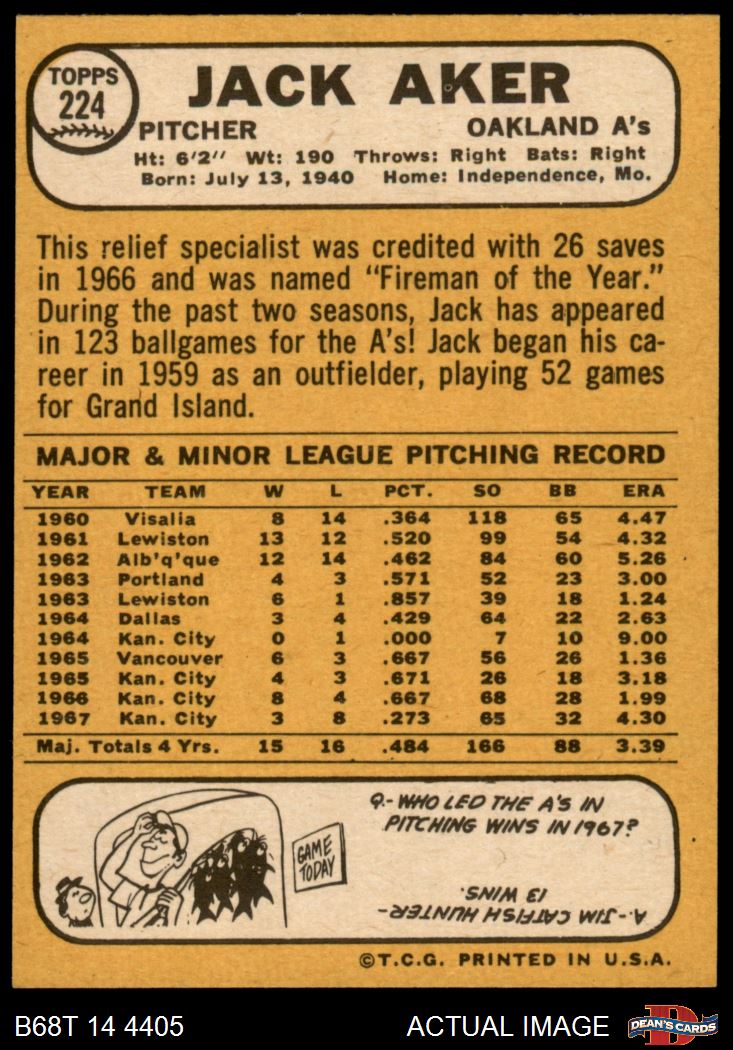 TOPPS
224
JACK AKER
PITCHER OAKLAND A's
Ht: 6'2" Wt: 190 Throws: Right Bats: Right
Born: July 13, 1940 Home: Independence, Mo.
This relief specialist was credited with 26 saves
in 1966 and was named "Fireman of the Year."
During the past two seasons, Jack has appeared
in 123 ballgames for the A's! Jack began his ca-
reer in 1959 as an outfielder, playing 52 games
for Grand Island.
MAJOR & MINOR LEAGUE PITCHING RECORD
YEAR TEAM W L PCT. SO BB ERA
1960 Visalia 8 14 .364 118 65 4.47
1961 Lewiston 13 12 .520 99 54 4.32
1962 Alb'q'que 12 14 .462 84 60 5.26
1963 Portland 4 3 .571 52 23 3.00
1963 Lewiston 6 1 .857 39 18 1.24
1964 Dallas 3 4 .429 64 22 2.63
1964 Kan. City 0 1 .000 7 10 9.00
1965 Vancouver 6 3 .667 56 26 1.36
1965 Kan. City 4 3 .671 26 18 3.18
1966 Kan. City 8 4 .667 68 28 1.99
1967 Kan. City 3 8 .273 65 32 4.30
Maj. Totals 4 Yrs. 15 16 .484 166 88 3.39
GAME
TODAY
Q.- WHO LED THE A'S IN
PITCHING WINS IN 1967?
A.- JIM CATFISH HUNTER-
13 WINS.
©T.C.G. PRINTED IN U.S.A.
B68T 14 4405 ACTUAL IMAGE
D
DEAN'S CARDS